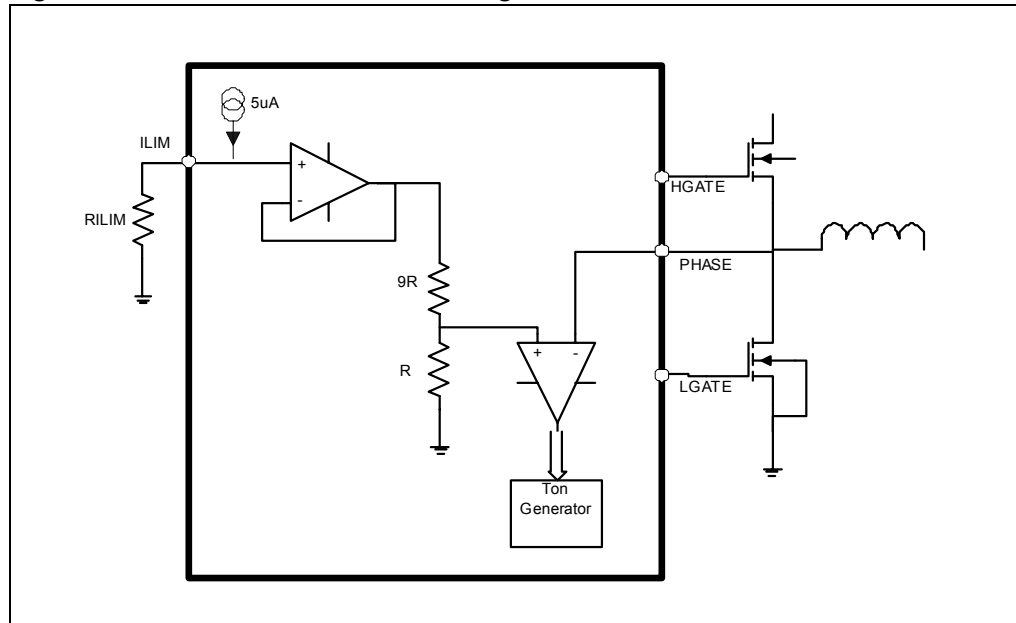 5uA
ILIM
+
-
RILIM
HGATE
PHASE
9R
+ -
R
LGATE
Ton
Generator